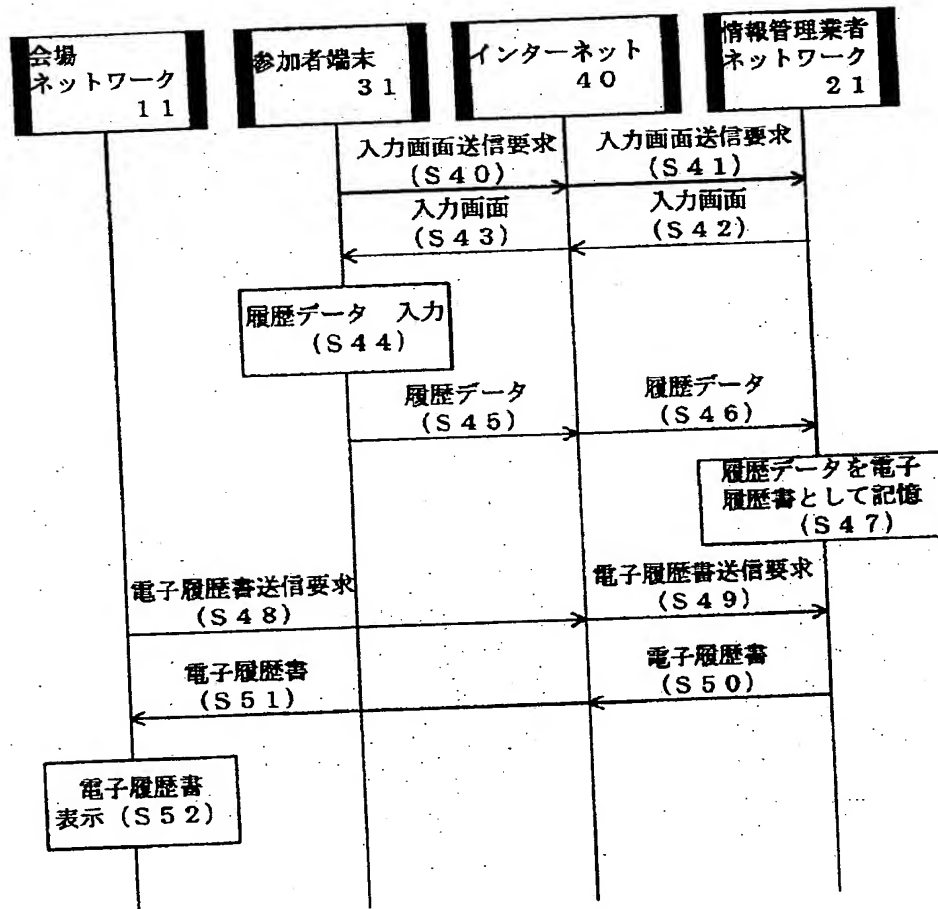 会場
ネットワーク
11
参加者端末
31
インターネット
40
情報管理業者
ネットワーク
21
入力画面送信要求
(S40)
入力画面送信要求
(S41)
入力画面
(S43)
入力画面
(S42)
履歴データ 入力
(S44)
履歴データ
(S45)
履歴データ
(S46)
履歴データを電子
履歴書として記憶
(S47)
電子履歴書送信要求
(S48)
電子履歴書送信要求
(S49)
電子履歴書
(S51)
電子履歴書
(S50)
電子履歴書
表示(S52)